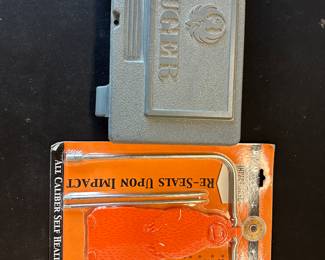 RUGER
RE-SEALS UPON IMPACT
ALL CALIBER SELF HEAL